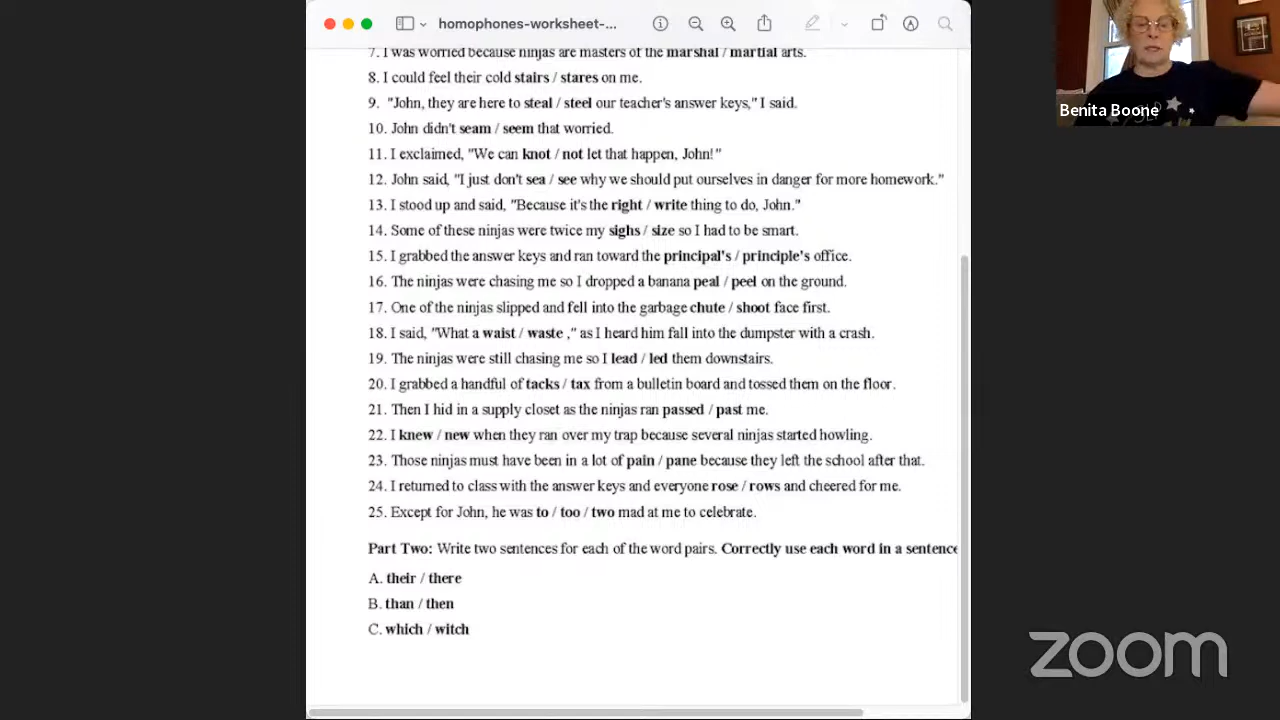 homophones-worksheet-...
7. I was worried because ninjas are masters of the marshal / martial arts.
8. I could feel their cold stairs / stares on me.
9. "John, they are here to steal / steel our teacher's answer keys," I said.
10. John didn't seam / seem that worried.
11. I exclaimed, "We can knot / not let that happen, John!"
12. John said, "I just don't sea / see why we should put ourselves in danger for more homework."
13. I stood up and said, "Because it's the right / write thing to do, John."
14. Some of these ninjas were twice my sighs / size so I had to be smart.
15. I grabbed the answer keys and ran toward the principal's / principle's office.
16. The ninjas were chasing me so I dropped a banana peal / peel on the ground.
17. One of the ninjas slipped and fell into the garbage chute / shoot face first.
18. I said, "What a waist / waste ," as I heard him fall into the dumpster with a crash.
19. The ninjas were still chasing me so I lead / led them downstairs.
20. I grabbed a handful of tacks / tax from a bulletin board and tossed them on the floor.
21. Then I hid in a supply closet as the ninjas ran passed / past me.
22. I knew / new when they ran over my trap because several ninjas started howling.
23. Those ninjas must have been in a lot of pain / pane because they left the school after that.
24. I returned to class with the answer keys and everyone rose / rows and cheered for me.
25. Except for John, he was to / too / two mad at me to celebrate.
Part Two: Write two sentences for each of the word pairs. Correctly use each word in a sentence
A. their / there
B. than / then
C. which / witch
Benita Boone
zoom